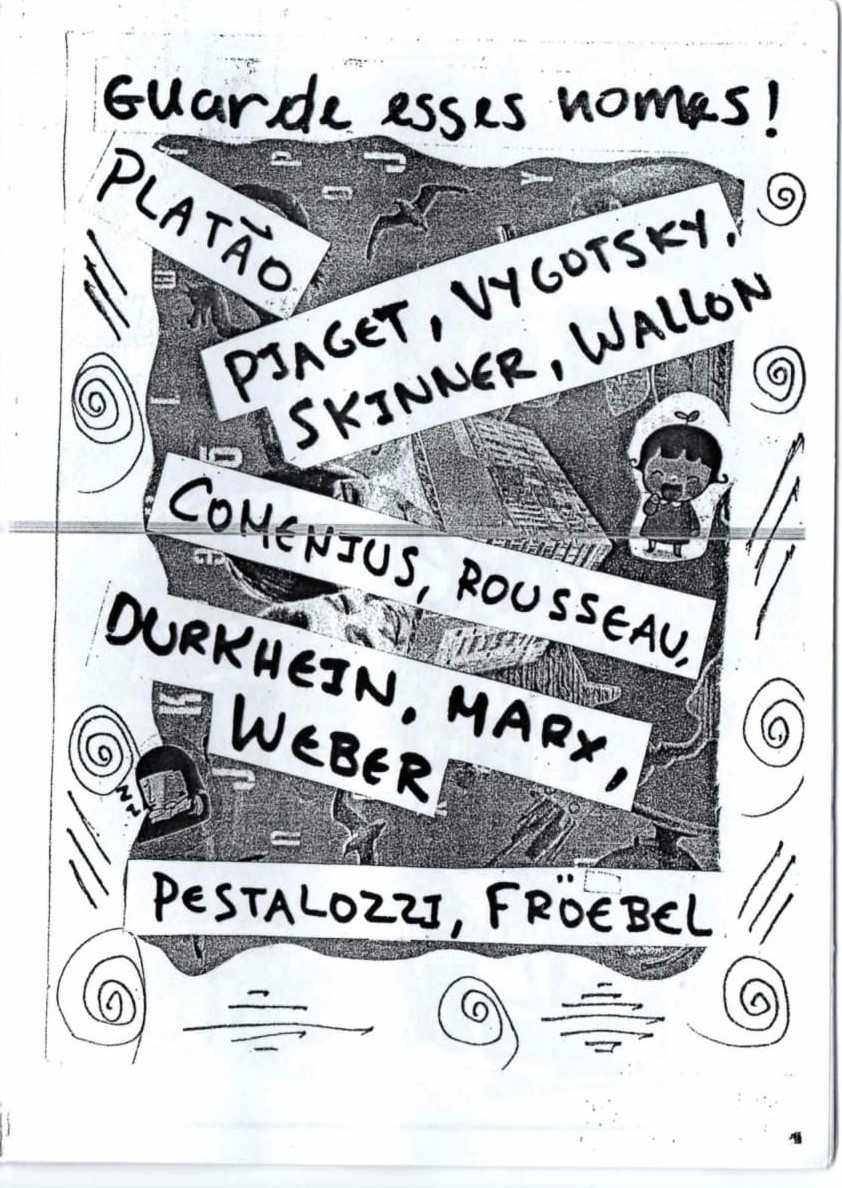 Guarde esses nomes!
PLATÃO
PIAGET, VYGOTSKY,
SKINNER, WALLON
COMENIUS, ROUSSEAU,
DURKHEIN, MARX,
WEBER
PESTALOZZI, FRÖEBEL